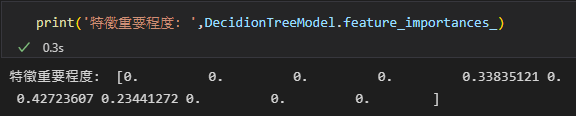 print('特徵重要程度: ',DecidionTreeModel.feature_importances_)
✓ 0.3s
特徵重要程度: [0. 0. 0. 0. 0.33835121 0.
0.42723607 0.23441272 0. 0. 0. ]